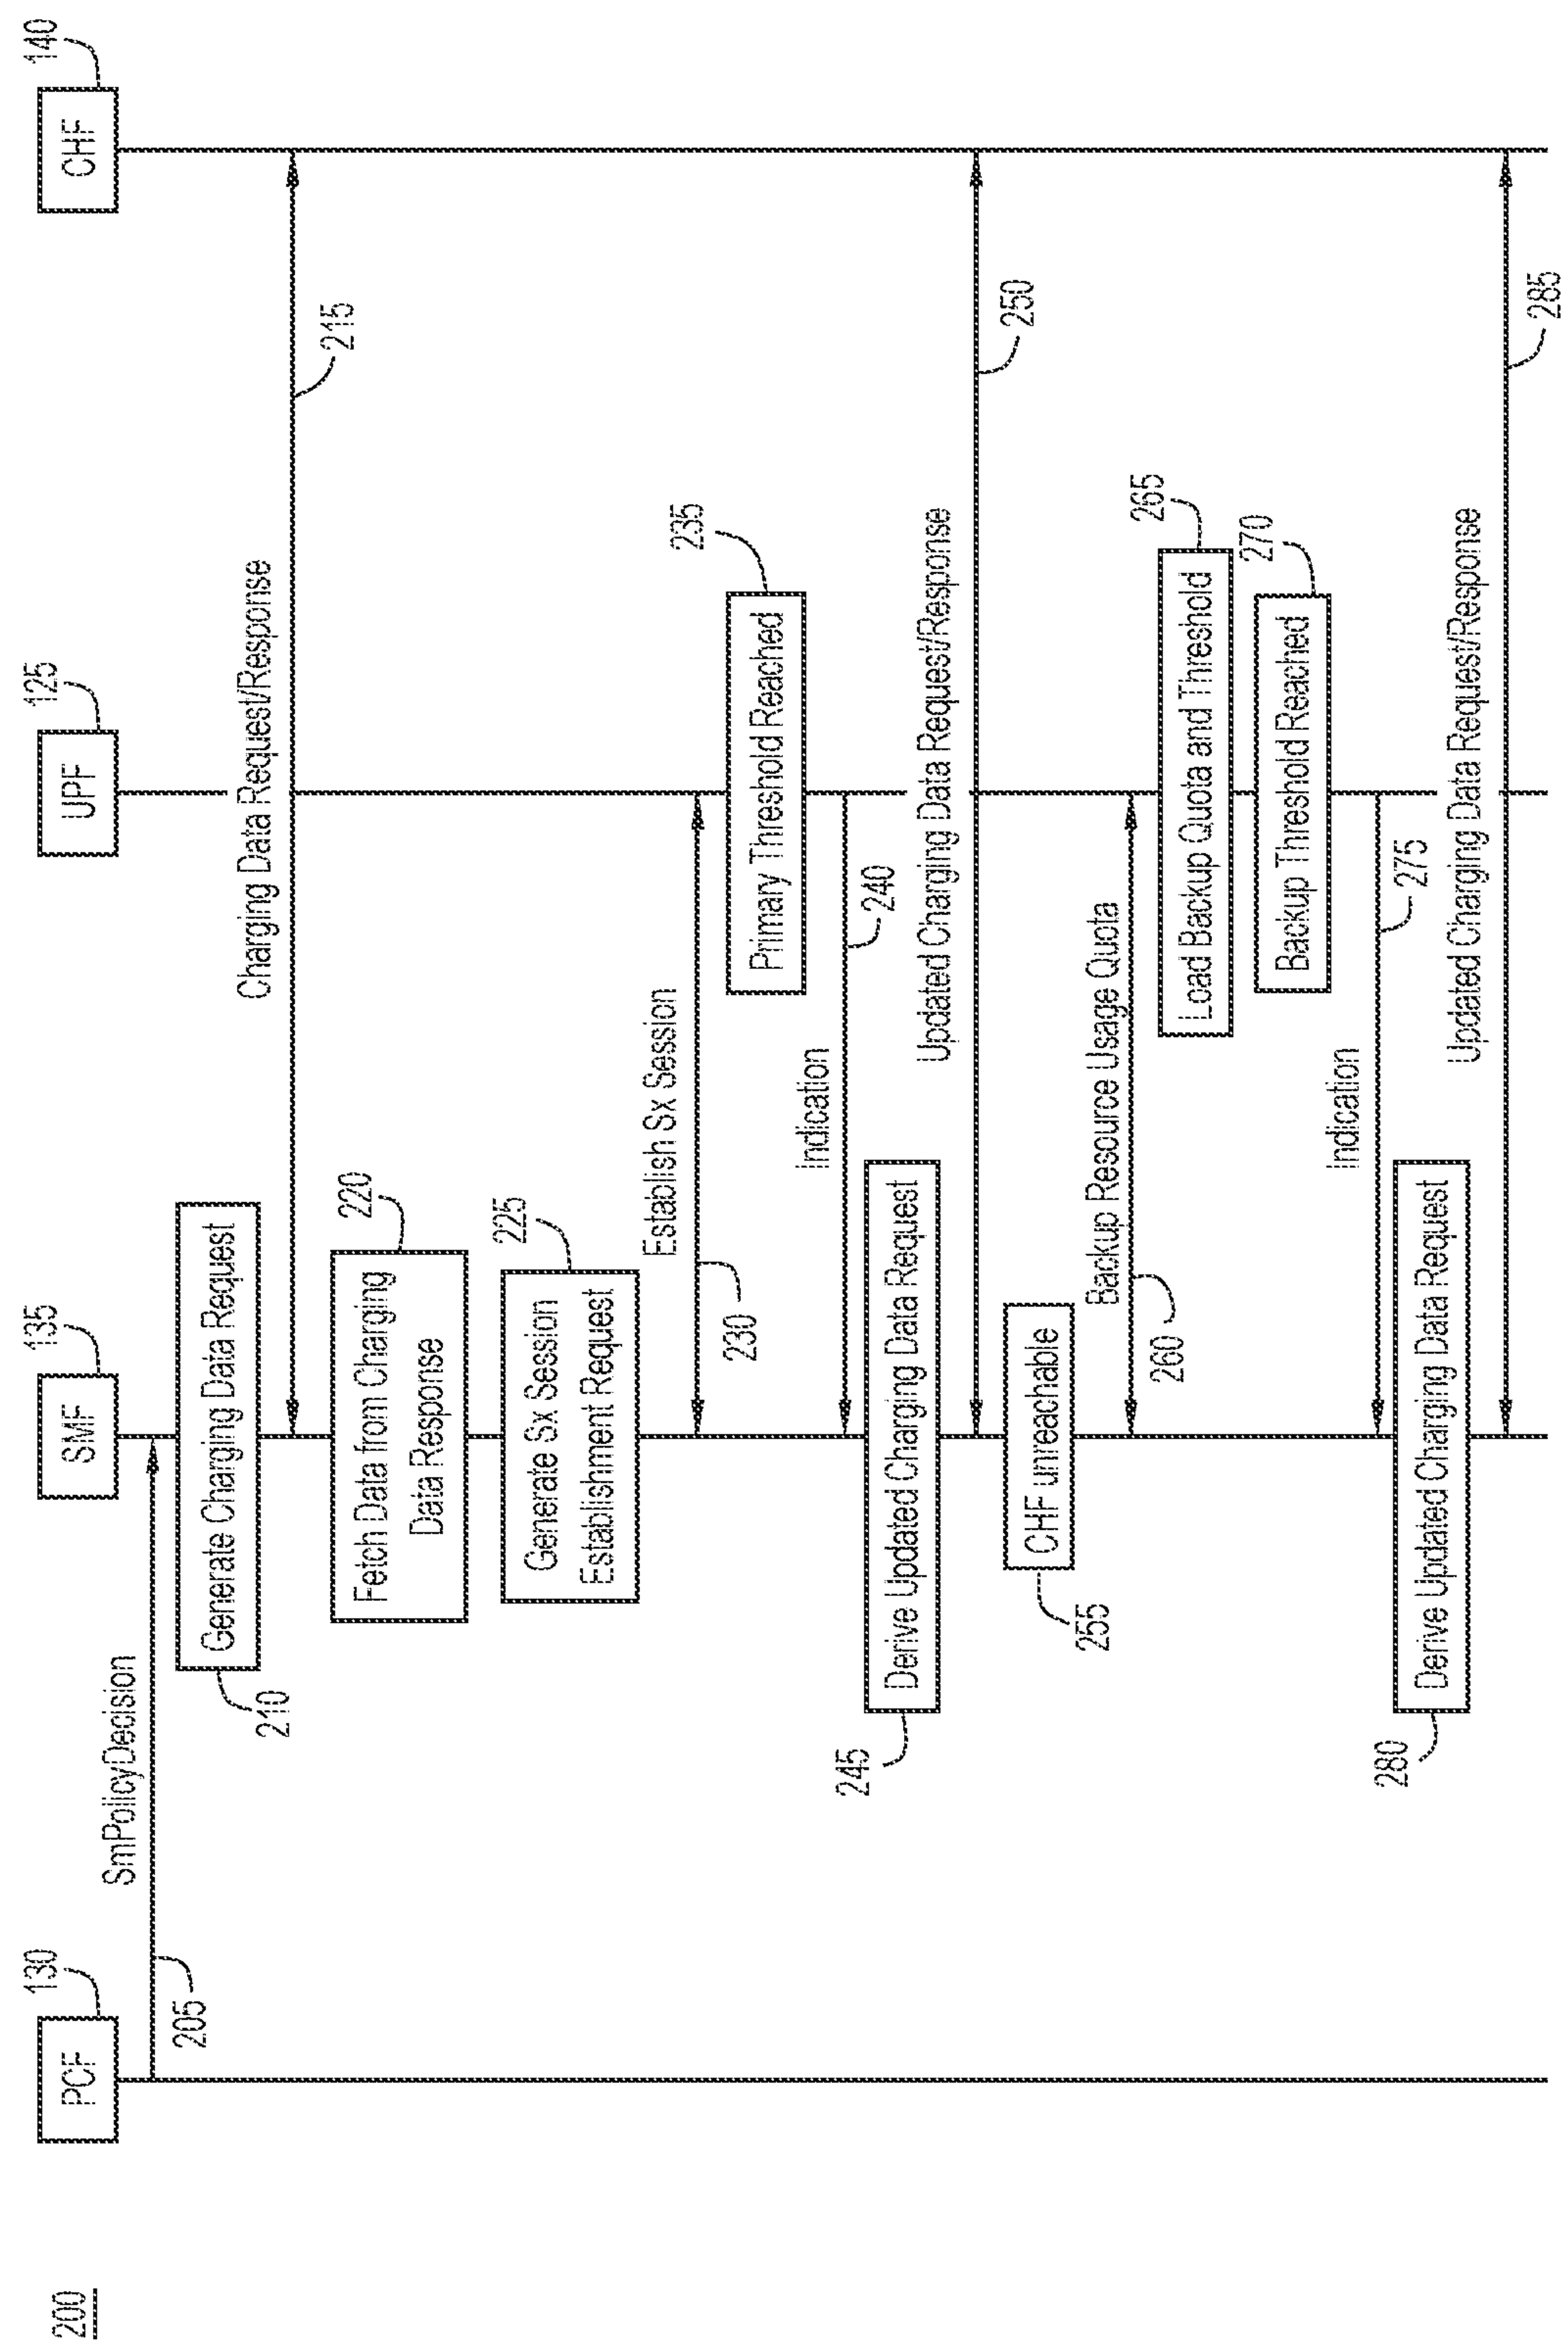 200
PCF
130
SMF
135
UPF
125
CHF
140
SmPolicyDecision
205
Generate Charging Data Request
210
Charging Data Request/Response
215
Fetch Data from Charging
Data Response
220
Generate Sx Session
Establishment Request
225
Establish Sx Session
230
Primary Threshold Reached
235
Indication
240
Derive Updated Charging Data Request
245
Updated Charging Data Request/Response
250
CHF unreachable
255
Backup Resource Usage Quota
260
Load Backup Quota and Threshold
265
Backup Threshold Reached
270
Indication
275
Derive Updated Charging Data Request
280
Updated Charging Data Request/Response
285